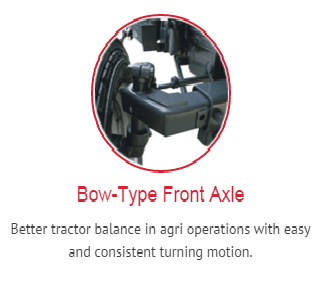 Bow-Type Front Axle
Better tractor balance in agri operations with easy
and consistent turning motion.